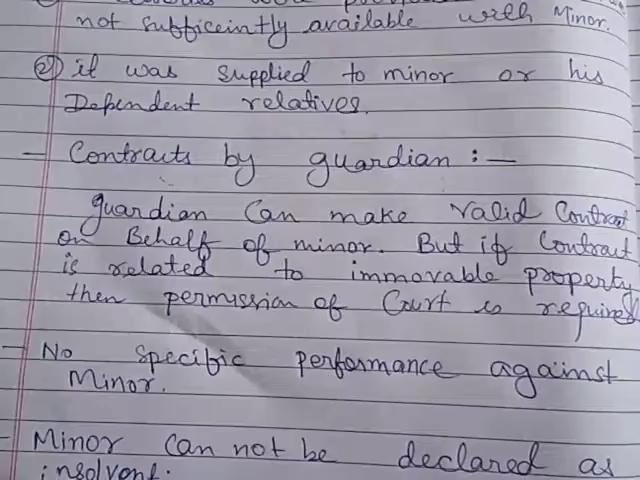 not sufficeintly available with Minor.
② it was supplied to minor or his
Dependent relatives.
- Contracts by guardian :-
guardian Can make valid Contract
on Behalf of minor. But if Contract
is related to immovable property
then permission of Court is required
- No specific performance against
Minor.
- Minor Can not be declared as
insolvent.